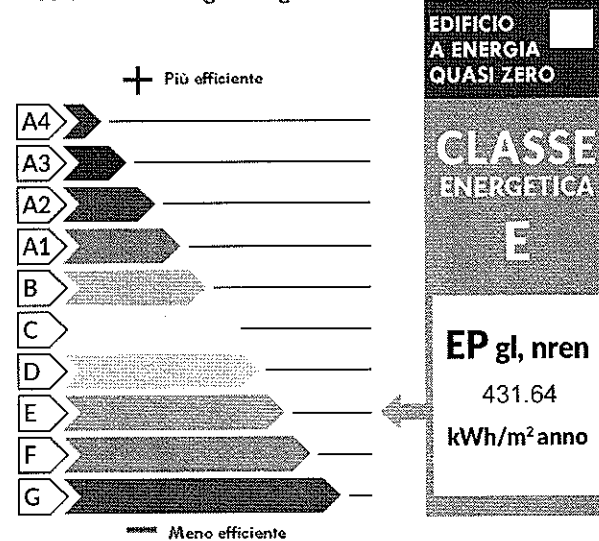 EDIFICIO
A ENERGIA
QUASI ZERO
+ Più efficiente
A4
A3
A2
A1
B
C
D
E
F
G
— Meno efficiente
CLASSE
ENERGETICA
E
EP gl, nren
431.64
kWh/m² anno